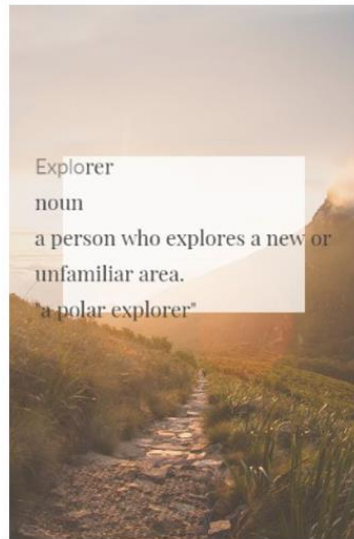 Explorer
noun
a person who explores a new or
unfamiliar area.
"a polar explorer"